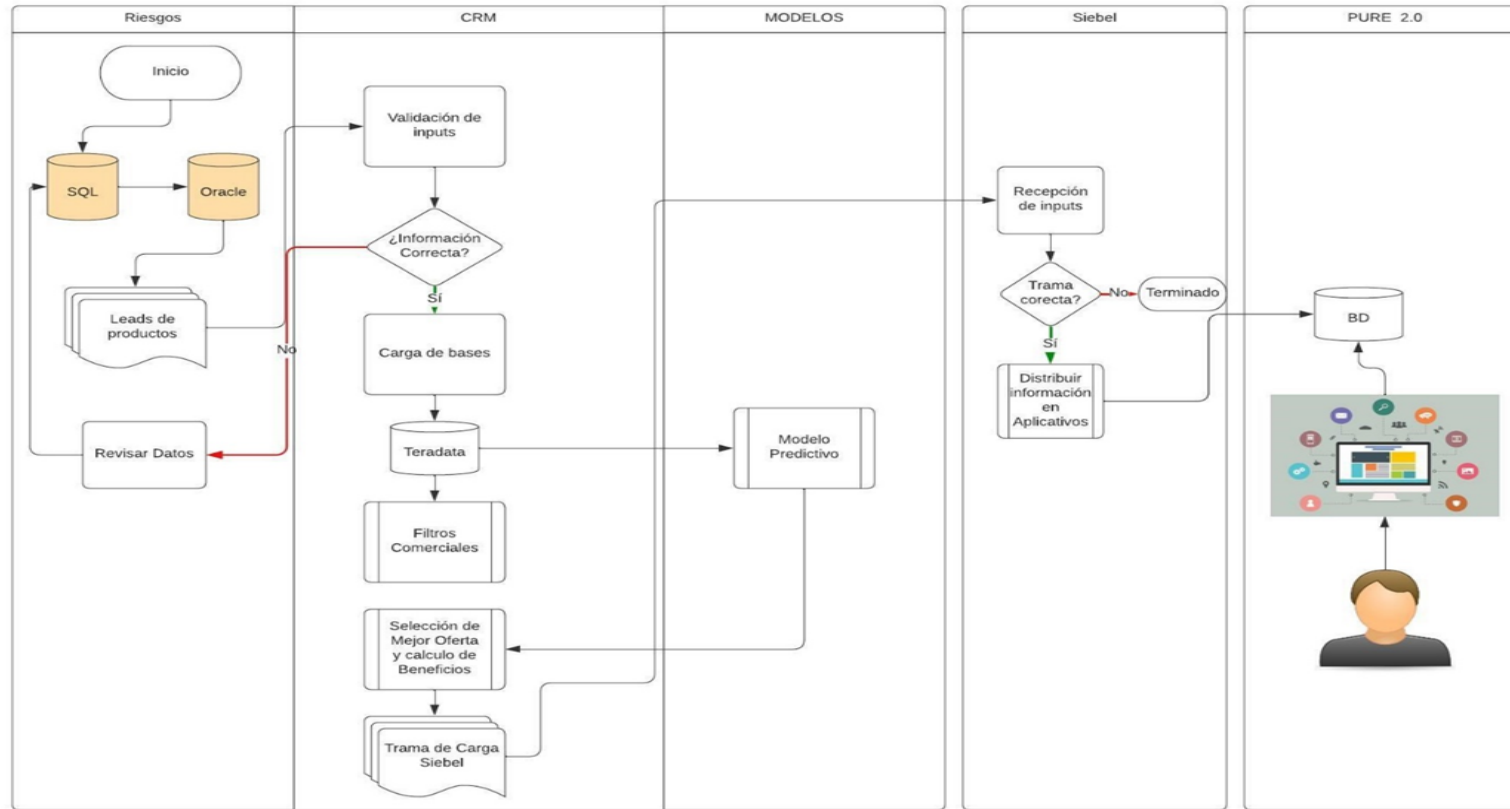 Riesgos
CRM
MODELOS
Siebel
PURE 2.0
Inicio
SQL
Oracle
Leads de
productos
No
Revisar Datos
Validación de
inputs
¿Información
Correcta?
Sí
Carga de bases
Teradata
Filtros
Comerciales
Selección de
Mejor Oferta
y calculo de
Beneficios
Trama de Carga
Siebel
Modelo
Predictivo
Recepción
de inputs
Trama
corecta?
No
Terminado
Sí
Distribuir
información
en
Aplicativos
BD